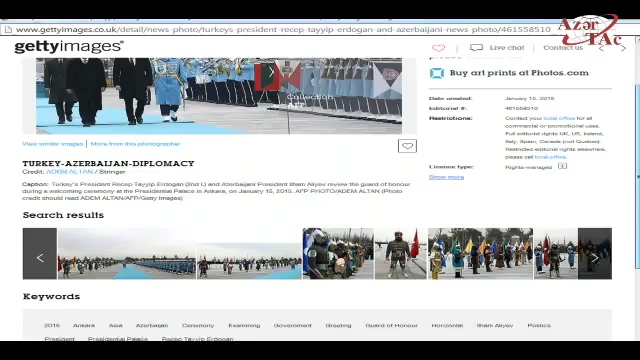 www.gettyimages.co.uk/detail/news-photo/turkeys-president-recep-tayyip-erdogan-and-azerbaijani-news-photo/461558510
Azər
TAc
gettyimages®
Live chat
Contact us
Buy art prints at Photos.com
Collection
Date created: January 15, 2015
Editorial #: 461558510
Restrictions: Contact your local office for all
commercial or promotional uses.
Full editorial rights UK, US, Ireland,
Italy, Spain, Canada (not Quebec).
Restricted editorial rights elsewhere,
please call local office.
License type: Rights-managed
Show more
View similar images | More from this photographer
TURKEY-AZERBAIJAN-DIPLOMACY
Credit: ADEM ALTAN / Stringer
Caption: Turkey's President Recep Tayyip Erdogan (2nd L) and Azerbaijani President Ilham Aliyev review the guard of honour
during a welcoming ceremony at the Presidential Palace in Ankara, on January 15, 2015. AFP PHOTO/ADEM ALTAN (Photo
credit should read ADEM ALTAN/AFP/Getty Images)
Search results
Keywords
2015 Ankara Asia Azerbaijan Ceremony Examining Government Greeting Guard of Honour Horizontal Ilham Aliyev Politics
President Presidential Palace Recep Tayyip Erdogan